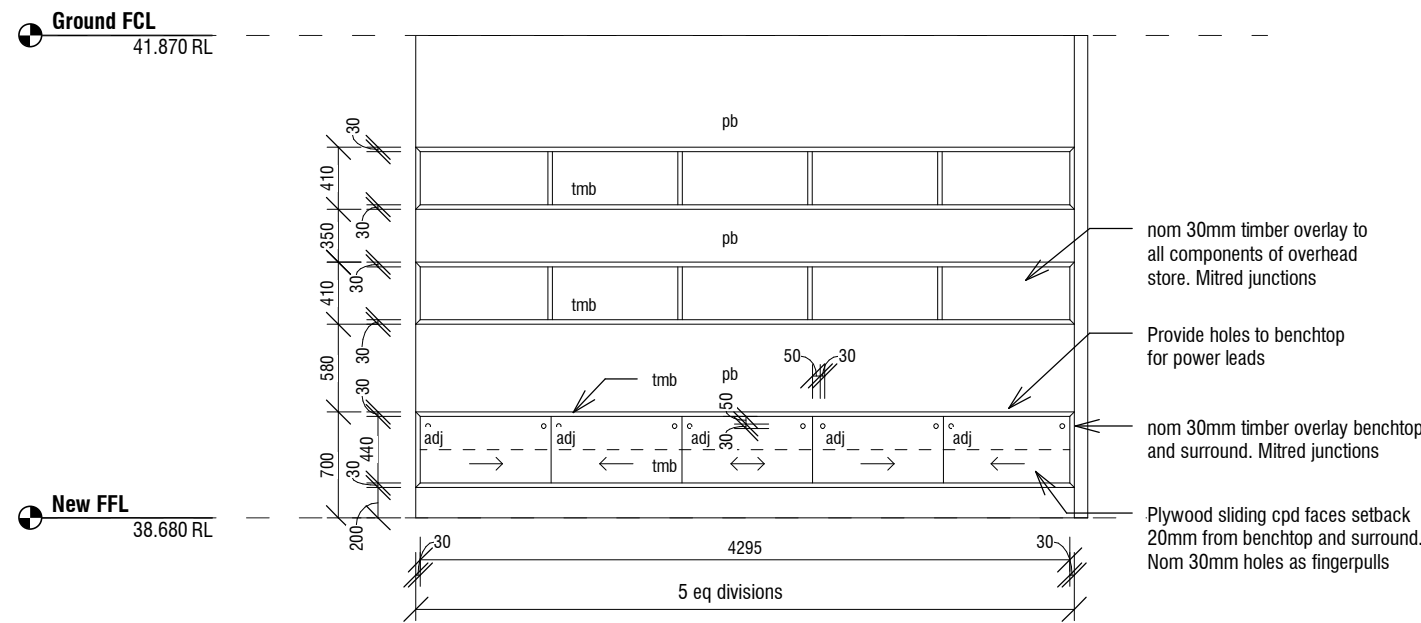 Ground FCL
41.870 RL
pb
30
410
tmb
30
350
pb
nom 30mm timber overlay to
all components of overhead
store. Mitred junctions
30
410
tmb
30
580
Provide holes to benchtop
for power leads
50 30
tmb pb
30
50
adj adj adj adj adj
30
nom 30mm timber overlay benchtop
and surround. Mitred junctions
700
440
30
tmb
New FFL
38.680 RL
200
Plywood sliding cpd faces setback
20mm from benchtop and surround.
Nom 30mm holes as fingerpulls
30 4295 30
5 eq divisions